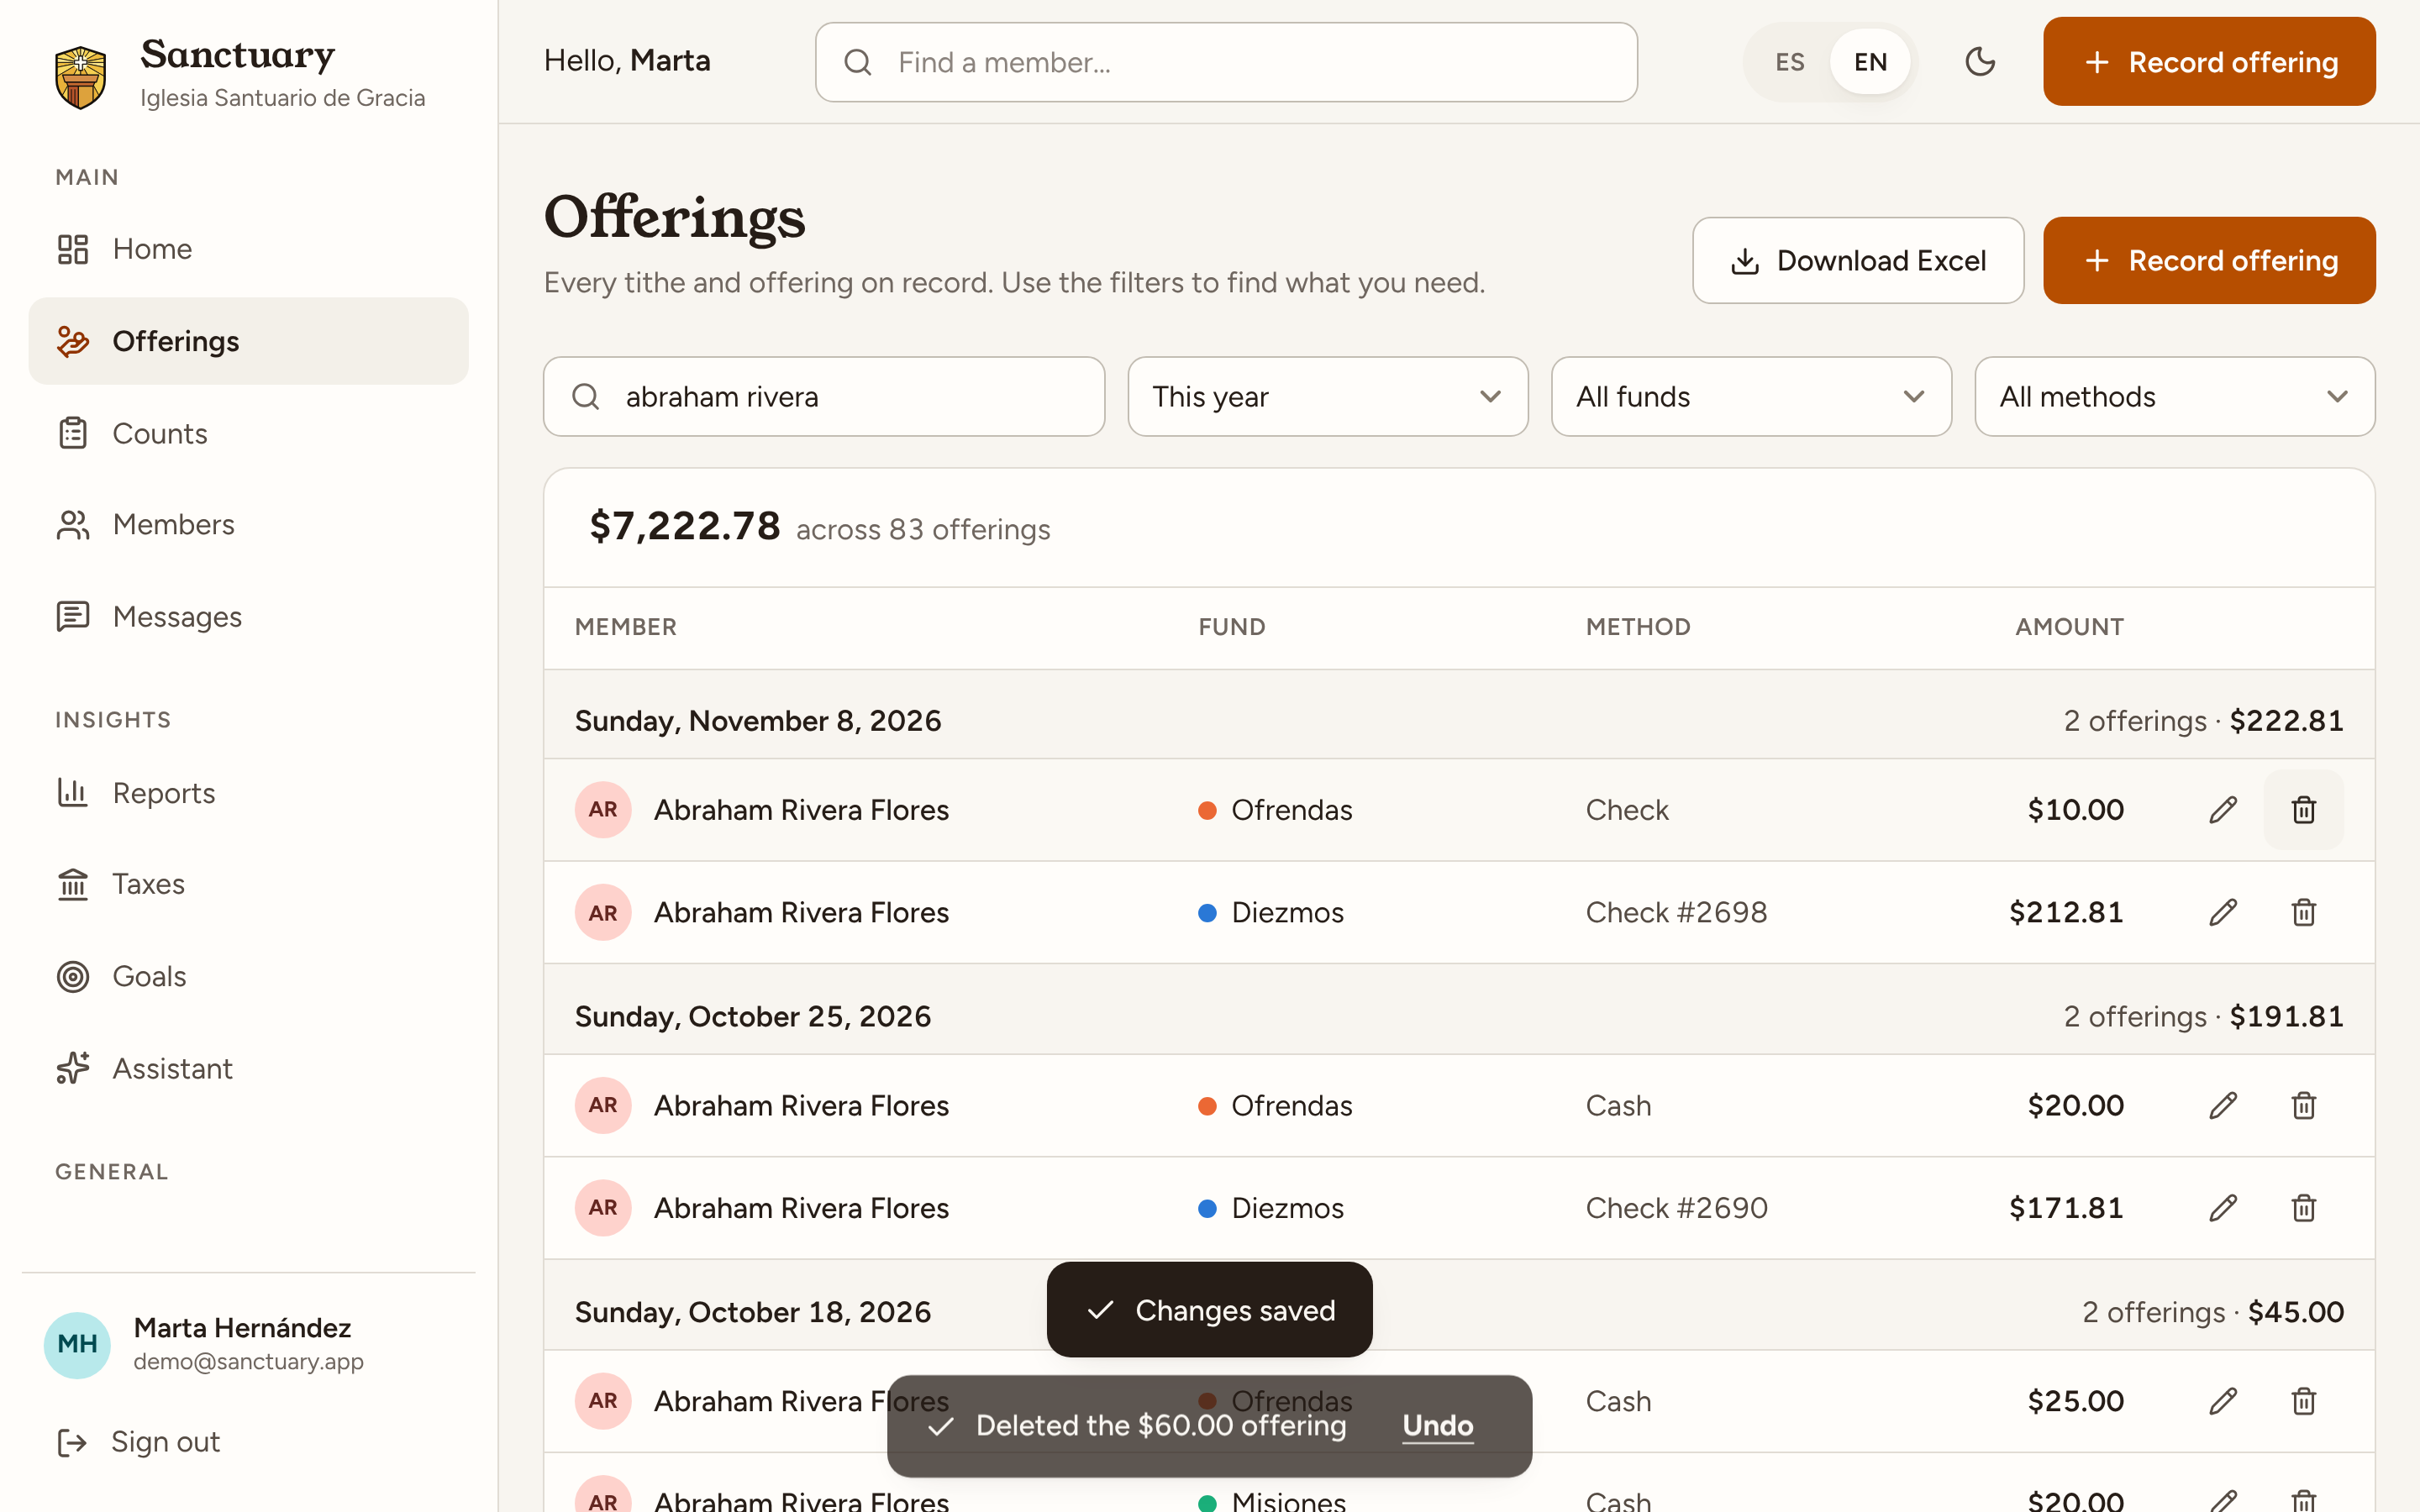 Sanctuary
Iglesia Santuario de Gracia
MAIN
Home
Offerings
Counts
Members
Messages
INSIGHTS
Reports
Taxes
Goals
Assistant
GENERAL
MH
Marta Hernández
demo@sanctuary.app
Sign out
Hello, Marta
Find a member...
ES EN
Record offering
Offerings
Every tithe and offering on record. Use the filters to find what you need.
Download Excel
Record offering
abraham rivera
This year
All funds
All methods
$7,222.78 across 83 offerings
MEMBER FUND METHOD AMOUNT
Sunday, November 8, 2026 2 offerings · $222.81
AR Abraham Rivera Flores Ofrendas Check $10.00
AR Abraham Rivera Flores Diezmos Check #2698 $212.81
Sunday, October 25, 2026 2 offerings · $191.81
AR Abraham Rivera Flores Ofrendas Cash $20.00
AR Abraham Rivera Flores Diezmos Check #2690 $171.81
Sunday, October 18, 2026 2 offerings · $45.00
Changes saved
AR Abraham Rivera Flores Ofrendas Cash $25.00
Deleted the $60.00 offering Undo
AR Abraham Rivera Flores Misiones Cash $20.00